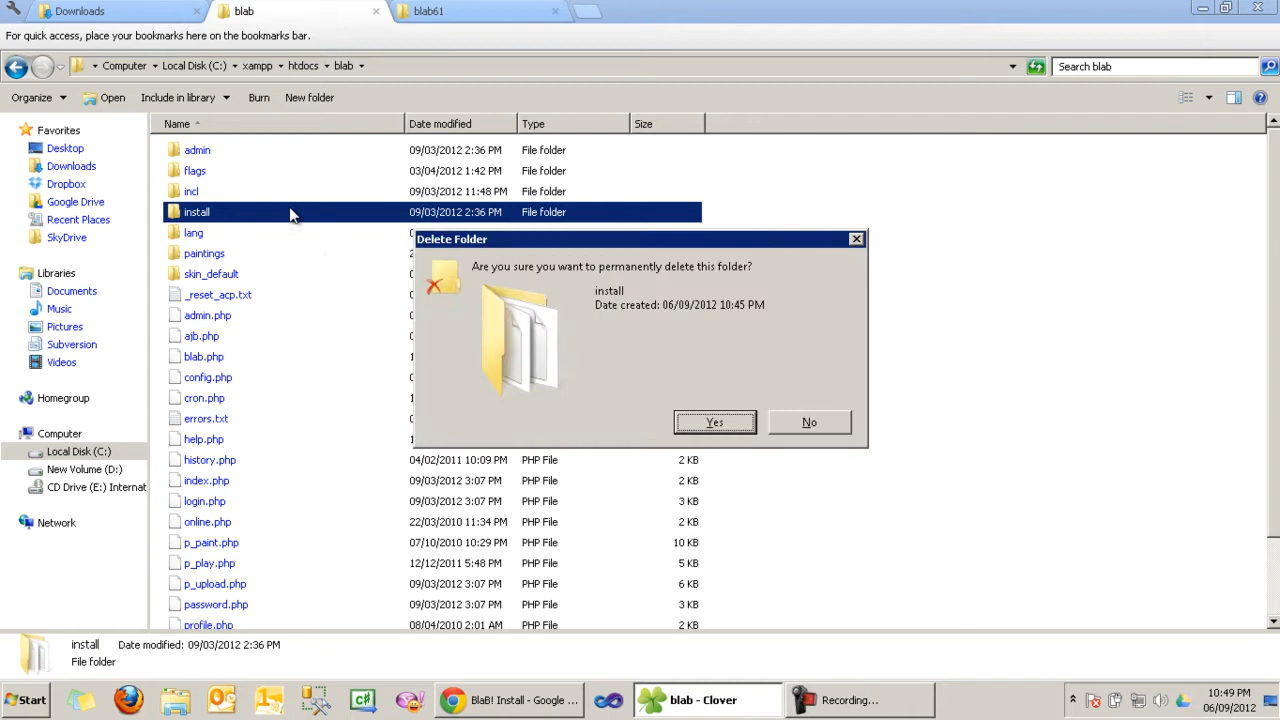 Downloads
blab
blab61
For quick access, place your bookmarks here on the bookmarks bar.
Computer Local Disk (C:) xampp htdocs blab
Search blab
Organize Open Include in library Burn New folder
Name Date modified Type Size
Favorites
Desktop
Downloads
Dropbox
Google Drive
Recent Places
SkyDrive
Libraries
Documents
Music
Pictures
Subversion
Videos
Homegroup
Computer
Local Disk (C:)
New Volume (D:)
CD Drive (E:) Internat
Network
admin 09/03/2012 2:36 PM File folder
flags 03/04/2012 1:42 PM File folder
incl 09/03/2012 11:48 PM File folder
install 09/03/2012 2:36 PM File folder
lang
paintings
skin_default
_reset_acp.txt
admin.php
ajb.php
blab.php
config.php
cron.php
errors.txt
help.php
history.php 04/02/2011 10:09 PM PHP File 2 KB
index.php 09/03/2012 3:07 PM PHP File 2 KB
login.php 09/03/2012 3:07 PM PHP File 3 KB
online.php 22/03/2010 11:34 PM PHP File 2 KB
p_paint.php 07/10/2010 10:29 PM PHP File 10 KB
p_play.php 12/12/2011 5:48 PM PHP File 5 KB
p_upload.php 09/03/2012 3:07 PM PHP File 6 KB
password.php 09/03/2012 3:07 PM PHP File 3 KB
profile.php 08/04/2010 2:01 AM PHP File 2 KB
Delete Folder
Are you sure you want to permanently delete this folder?
install
Date created: 06/09/2012 10:45 PM
Yes No
install Date modified: 09/03/2012 2:36 PM
File folder
Start
BlaB! Install - Google ...
blab - Clover
Recording...
10:49 PM
06/09/2012